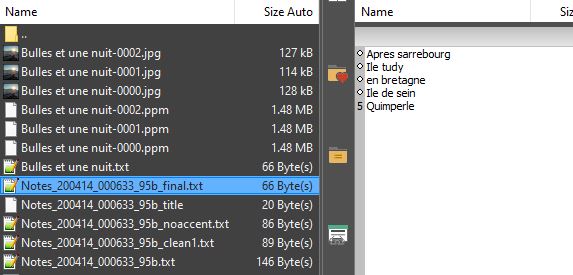 Name Size Auto
..
Bulles et une nuit-0002.jpg 127 kB
Bulles et une nuit-0001.jpg 114 kB
Bulles et une nuit-0000.jpg 128 kB
Bulles et une nuit-0002.ppm 1.48 MB
Bulles et une nuit-0001.ppm 1.48 MB
Bulles et une nuit-0000.ppm 1.48 MB
Bulles et une nuit.txt 66 Byte(s)
Notes_200414_000633_95b_final.txt 66 Byte(s)
Notes_200414_000633_95b_title 20 Byte(s)
Notes_200414_000633_95b_noaccent.txt 86 Byte(s)
Notes_200414_000633_95b_clean1.txt 89 Byte(s)
Notes_200414_000633_95b.txt 146 Byte(s)
Name
Apres sarrebourg
Ile tudy
en bretagne
Ile de sein
5 Quimperle